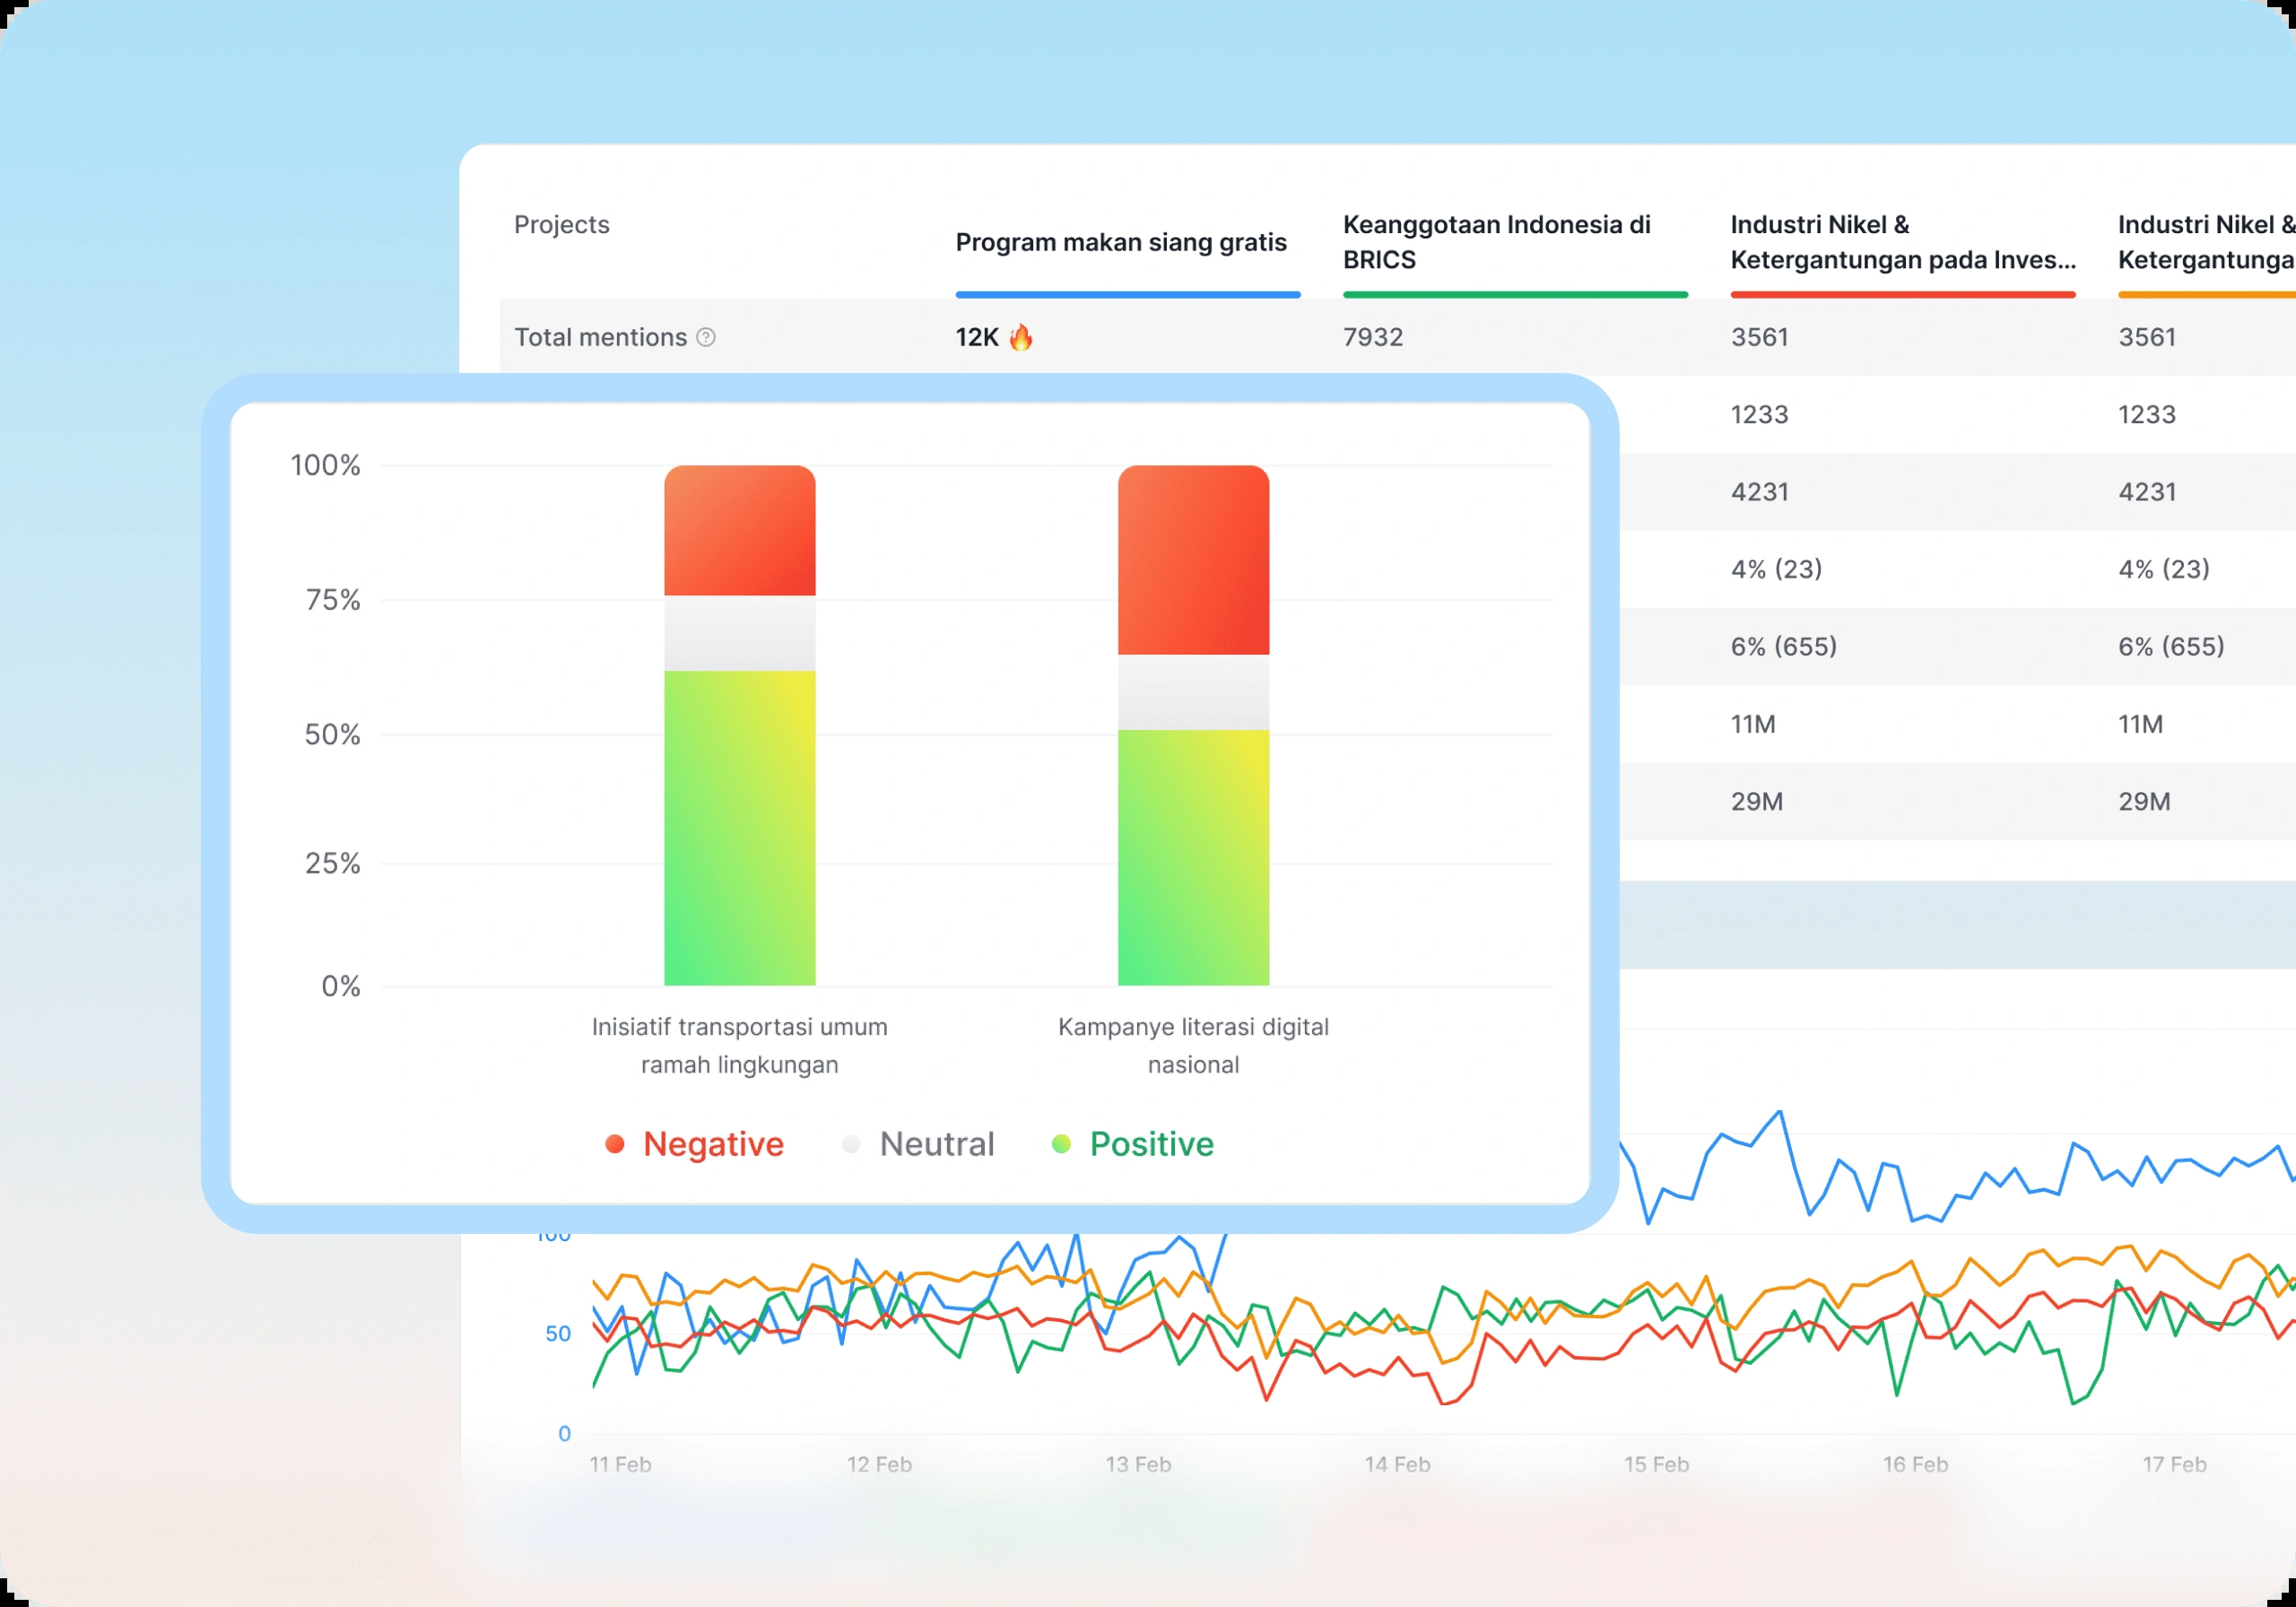 Projects
Program makan siang gratis
Keanggotaan Indonesia di
BRICS
Industri Nikel &
Ketergantungan pada Inves...
Industri Nikel &
Ketergantunga
Total mentions ?
12K 🔥
7932
3561
3561
1233
1233
4231
4231
4% (23)
4% (23)
6% (655)
6% (655)
11M
11M
29M
29M
100%
75%
50%
25%
0%
Inisiatif transportasi umum
ramah lingkungan
Kampanye literasi digital
nasional
Negative
Neutral
Positive
100
50
0
11 Feb
12 Feb
13 Feb
14 Feb
15 Feb
16 Feb
17 Feb